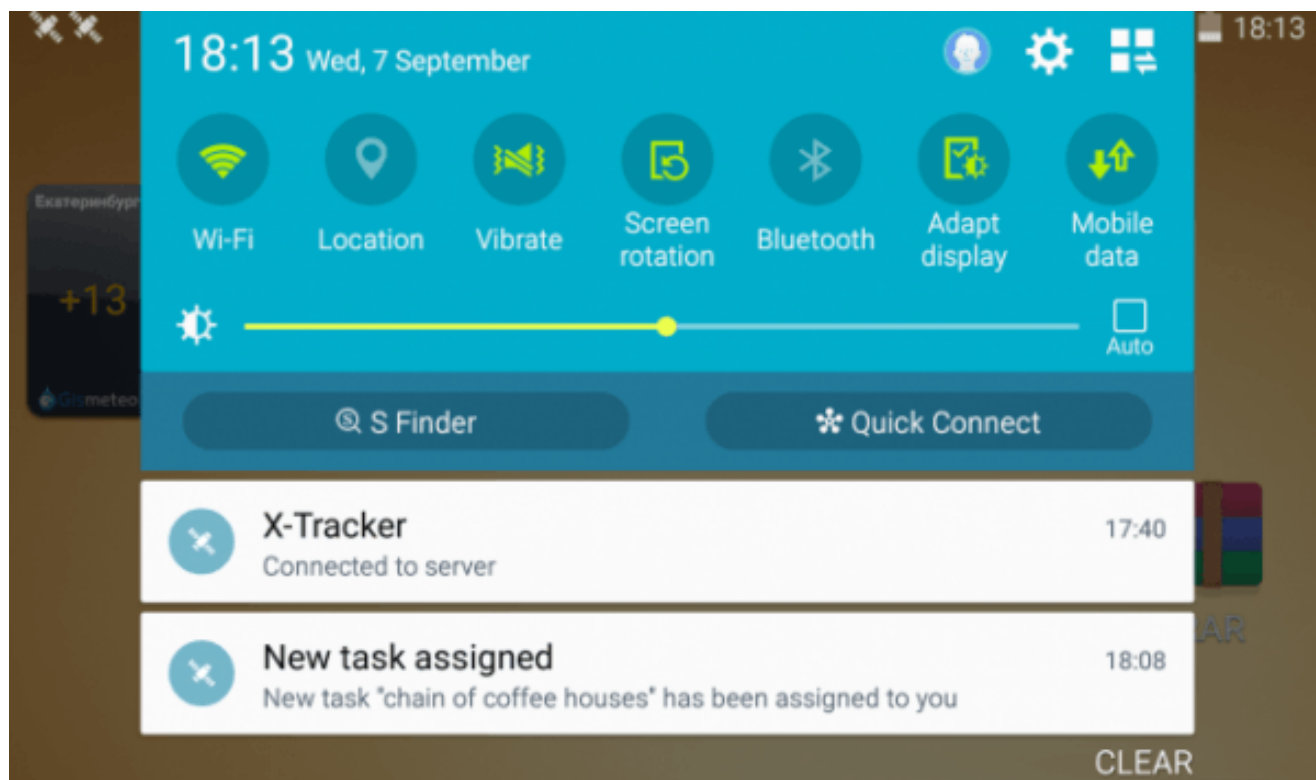 18:13 Wed, 7 September
18:13
Wi-Fi
Location
Vibrate
Screen
rotation
Bluetooth
Adapt
display
Mobile
data
Екатеринбург
+13
Gismeteo
Auto
S Finder
Quick Connect
X-Tracker
17:40
Connected to server
New task assigned
18:08
New task "chain of coffee houses" has been assigned to you
AR
CLEAR